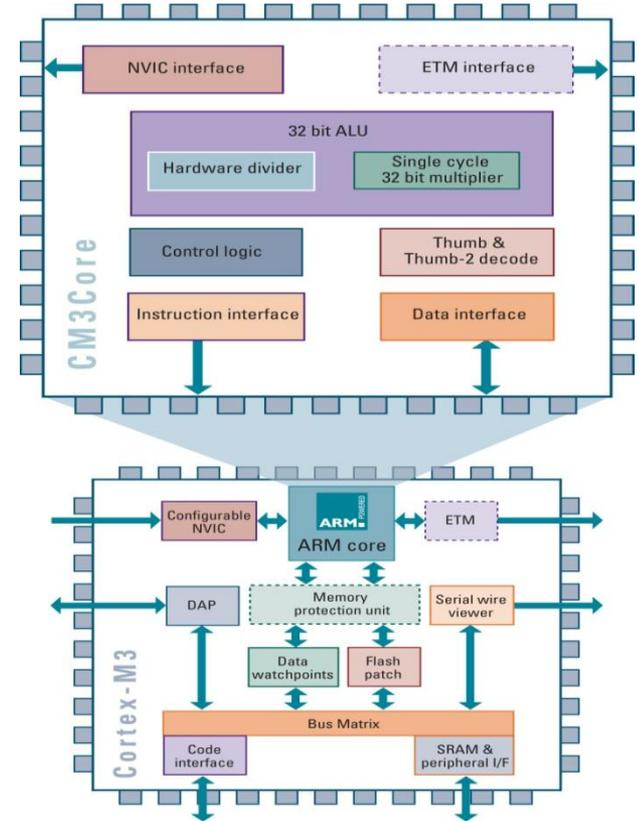 NVIC interface
ETM interface
32 bit ALU
Hardware divider
Single cycle
32 bit multiplier
Control logic
Thumb &
Thumb-2 decode
Instruction interface
Data interface
CM3Core
Configurable
NVIC
ARM
POWERED
ARM core
ETM
DAP
Memory
protection unit
Serial wire
viewer
Data
watchpoints
Flash
patch
Bus Matrix
Code
interface
SRAM &
peripheral I/F
Cortex-M3